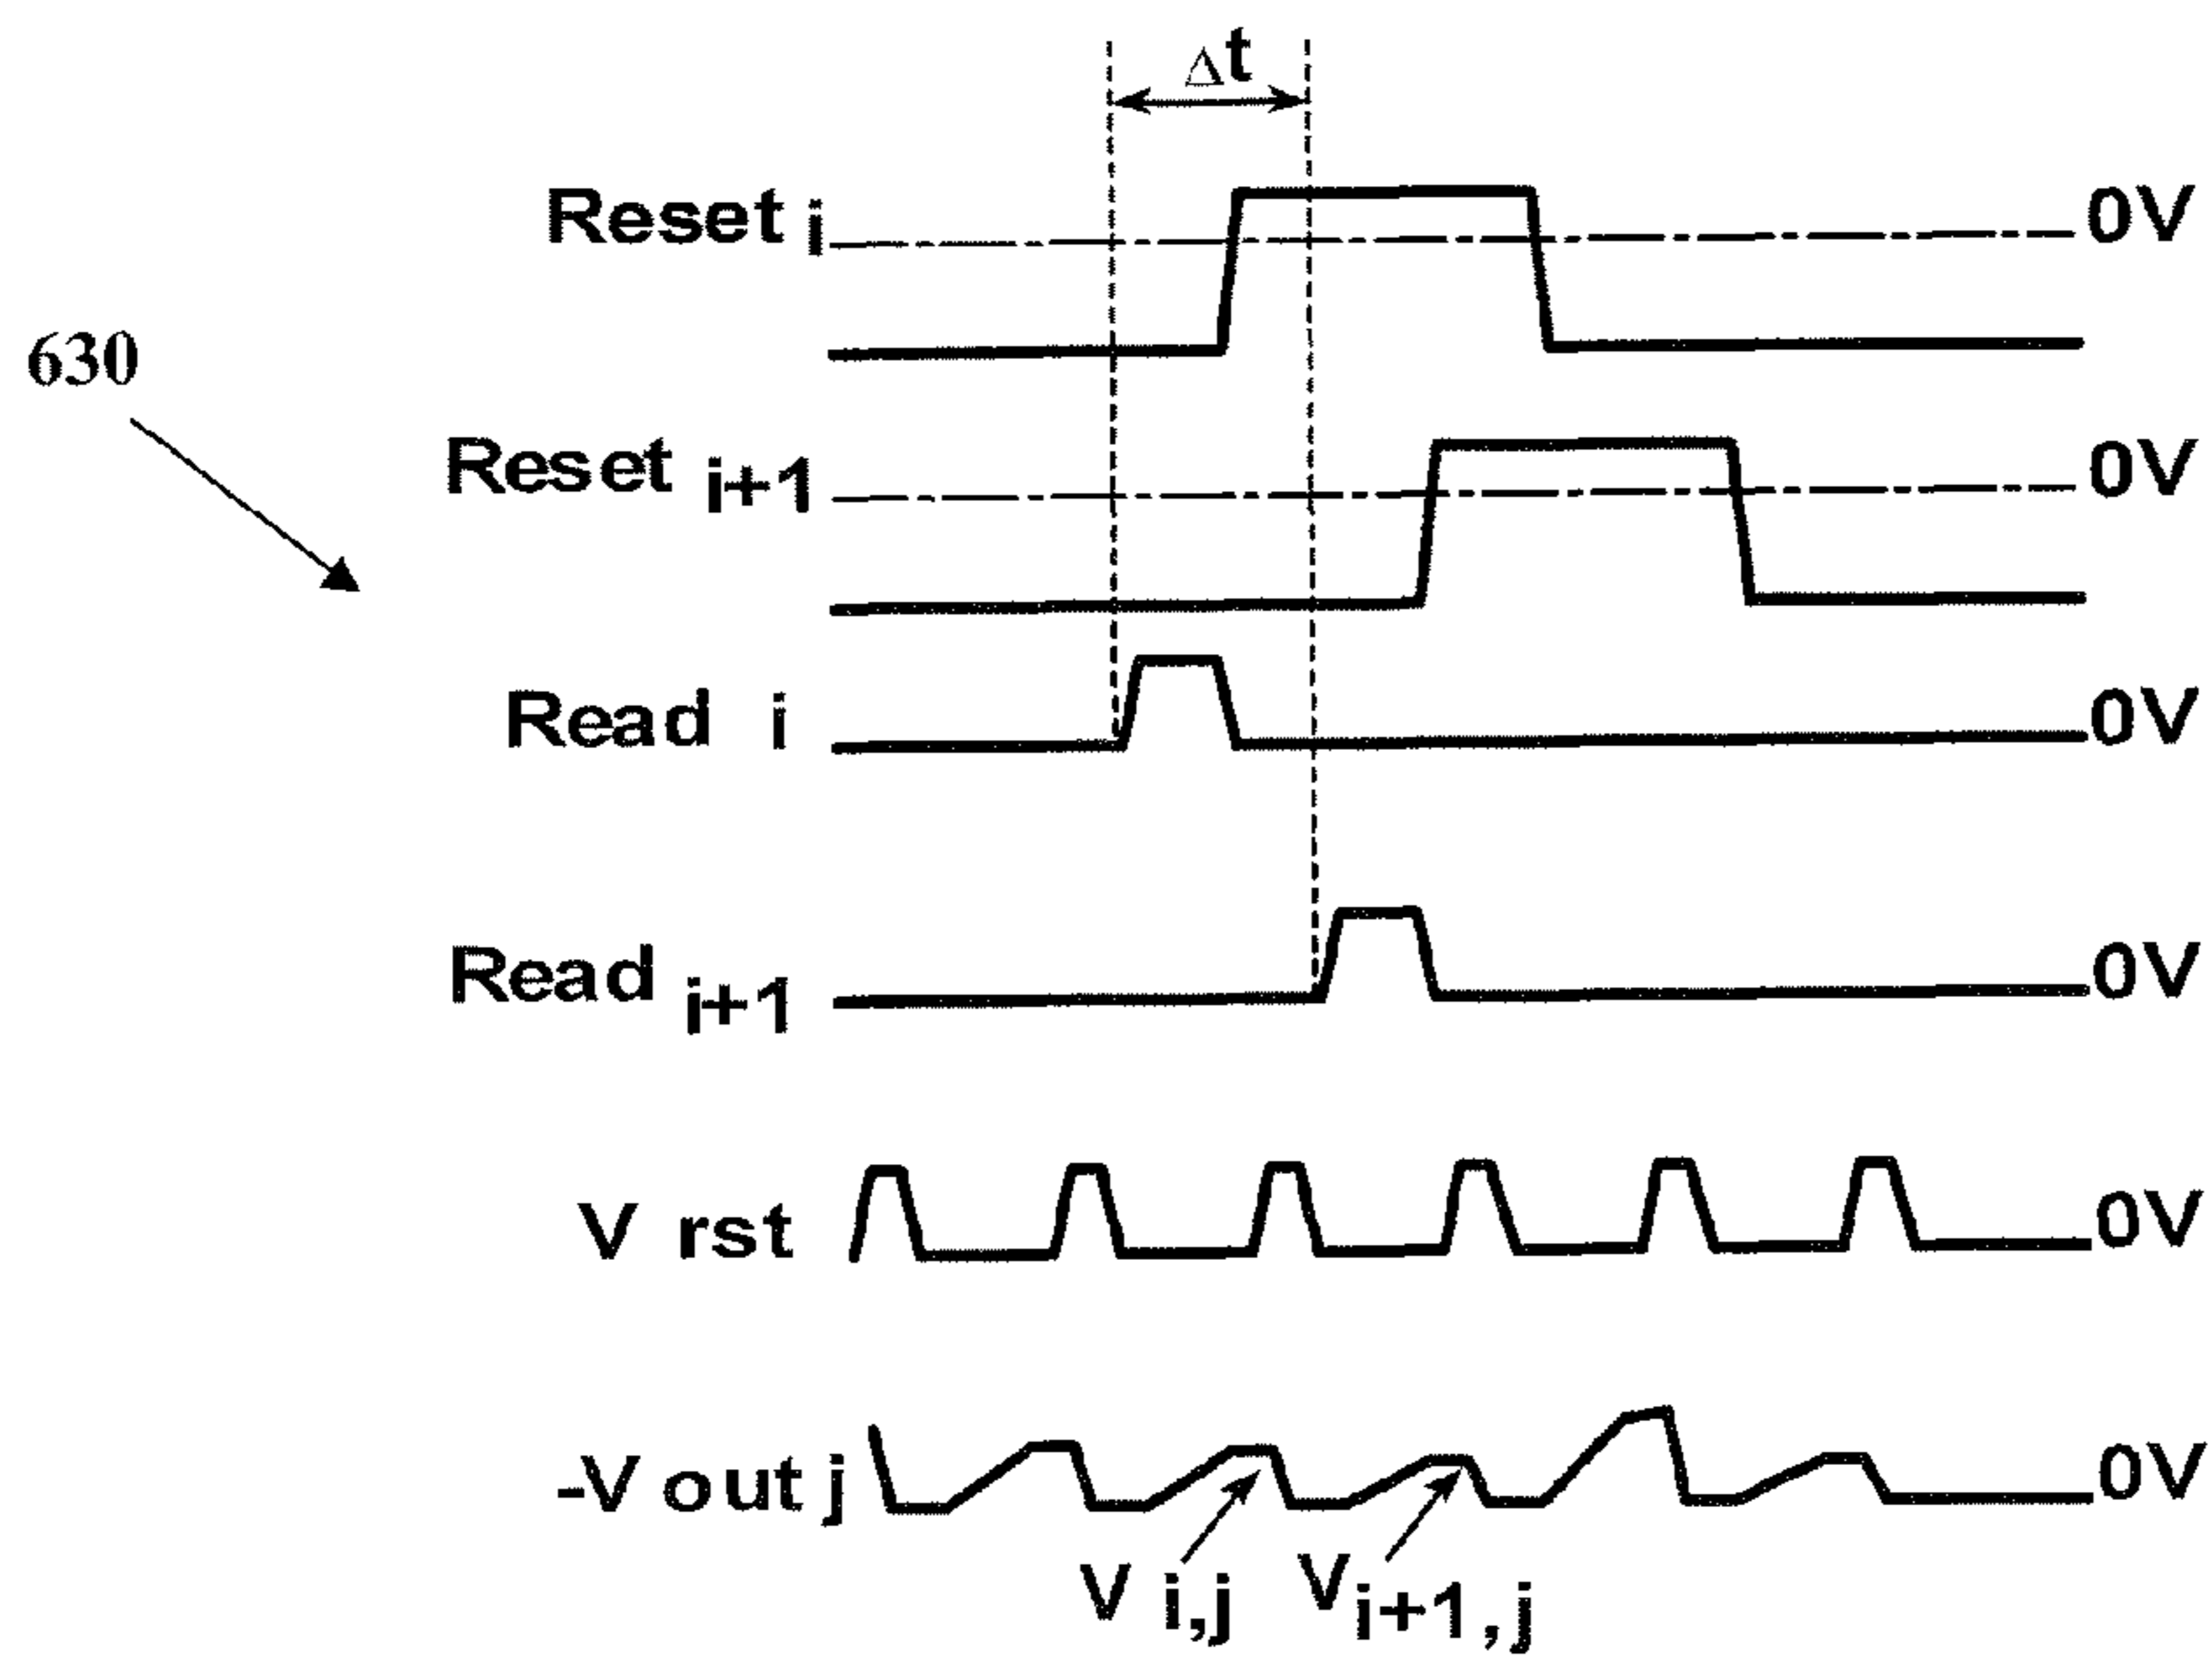 Δt
Reset i 0V
630
Reset i+1 0V
Read i 0V
Read i+1 0V
V rst 0V
-V out j 0V
V i,j V i+1,j